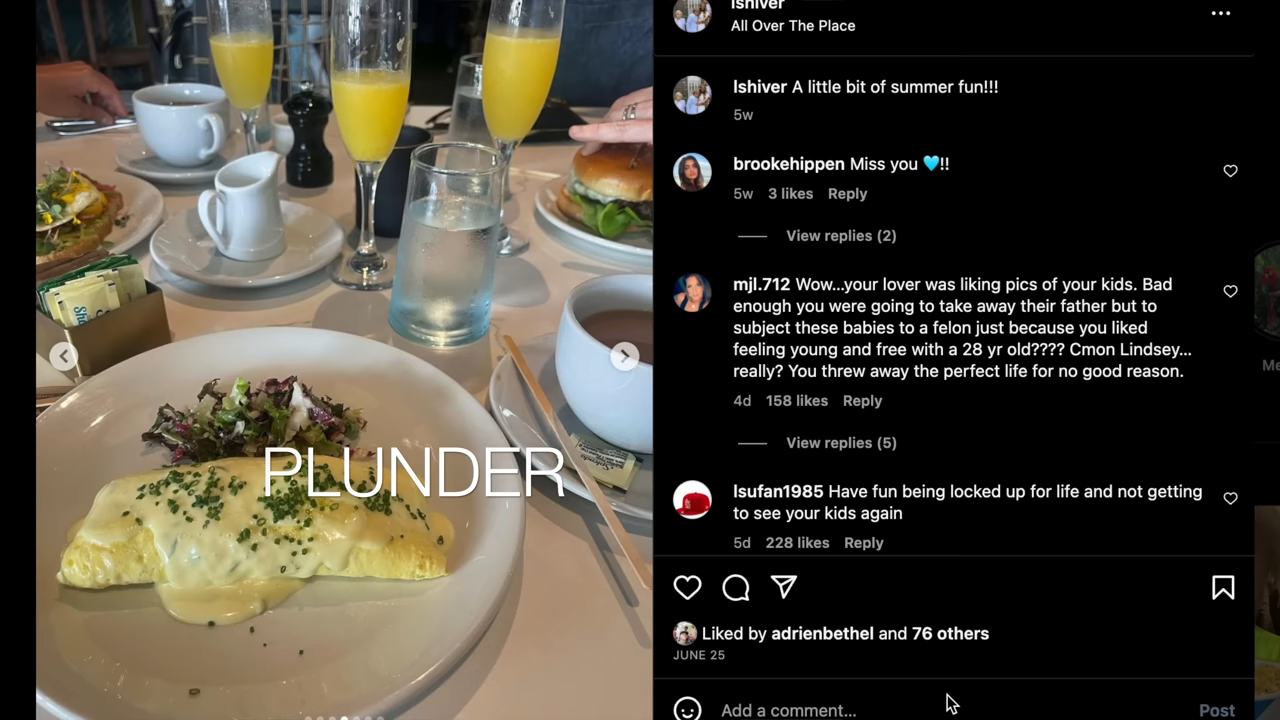 lshiver
All Over The Place
lshiver A little bit of summer fun!!!
5w
brookehippen Miss you 🩵!!
5w 3 likes Reply
View replies (2)
mjl.712 Wow...your lover was liking pics of your kids. Bad
enough you were going to take away their father but to
subject these babies to a felon just because you liked
feeling young and free with a 28 yr old???? Cmon Lindsey...
really? You threw away the perfect life for no good reason.
4d 158 likes Reply
View replies (5)
lsufan1985 Have fun being locked up for life and not getting
to see your kids again
5d 228 likes Reply
Liked by adrienbethel and 76 others
JUNE 25
Add a comment... Post
PLUNDER
Splenda
Me